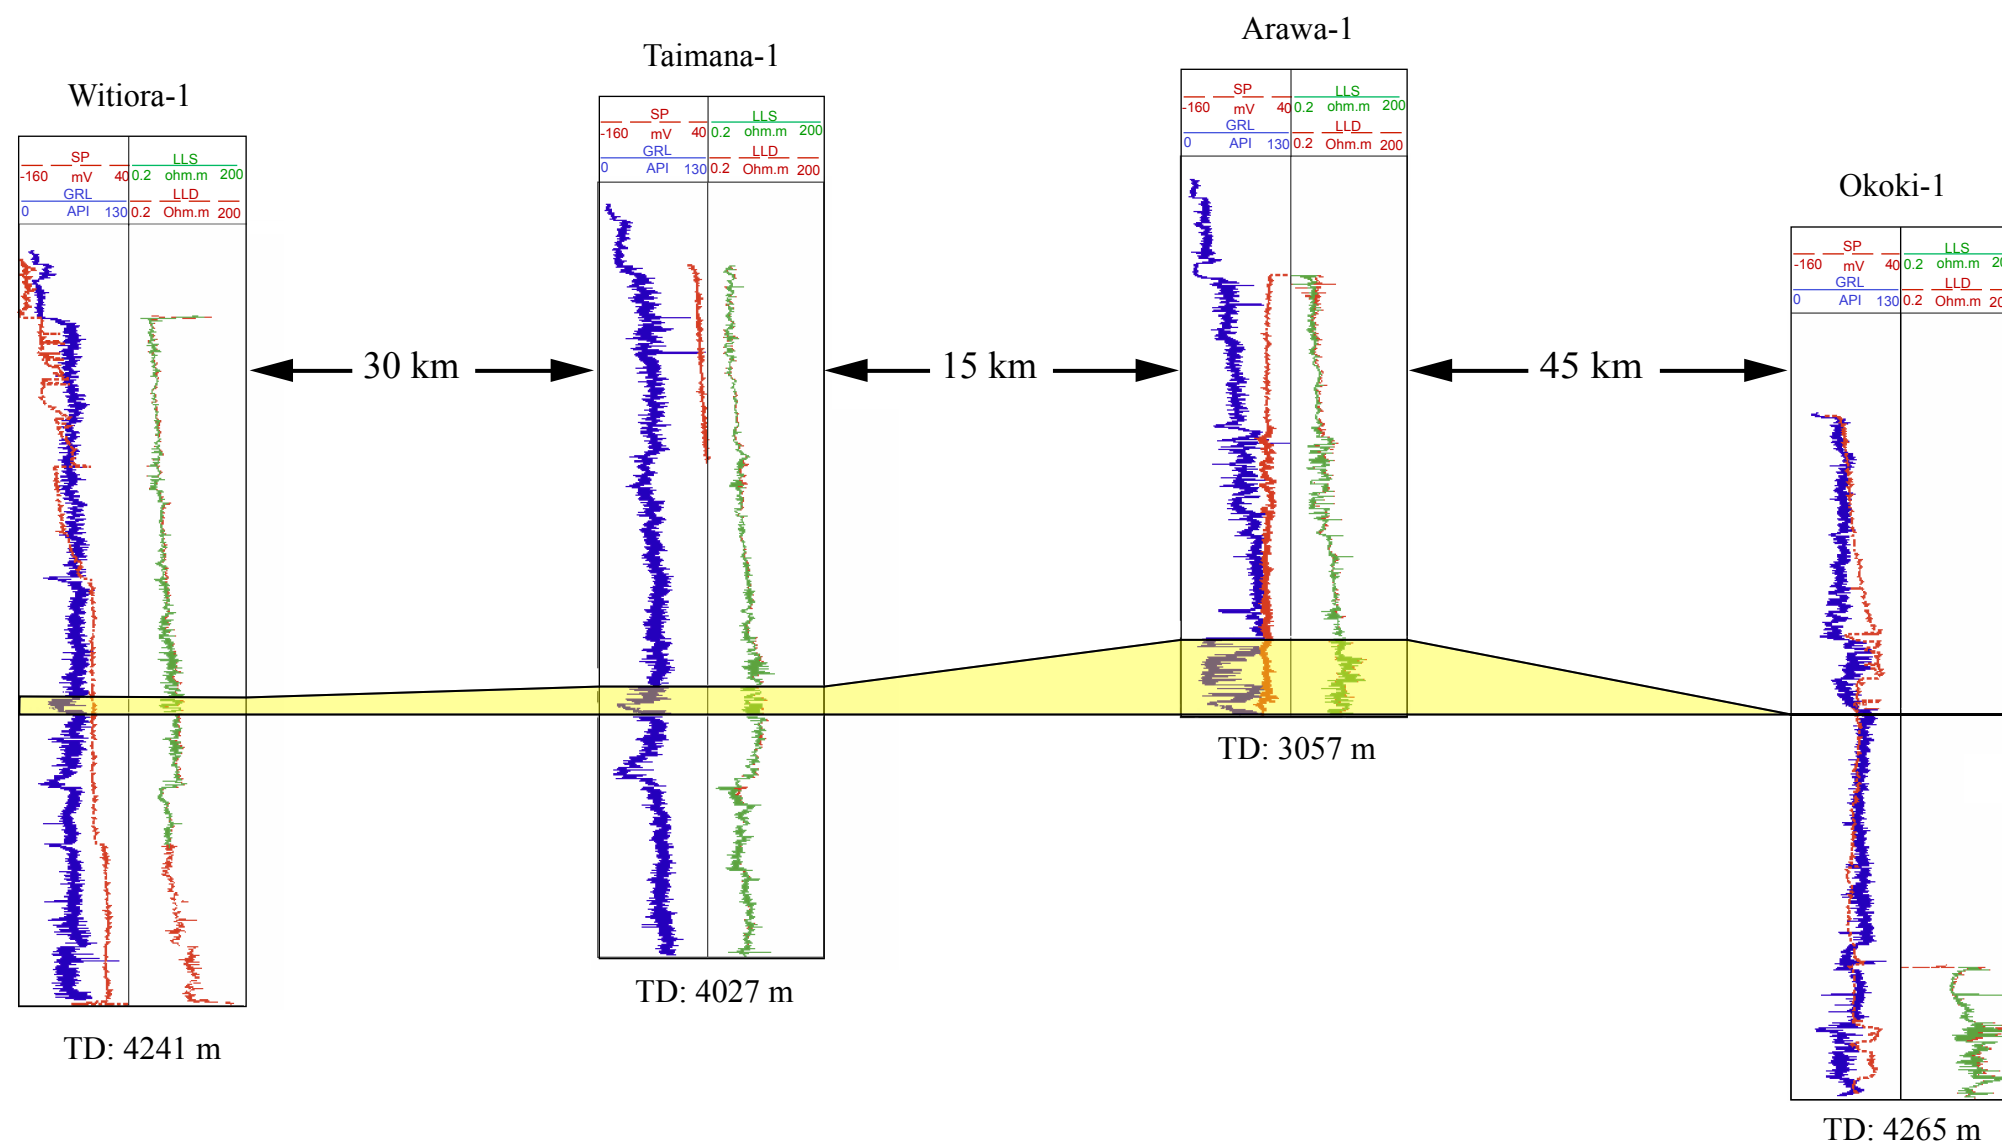 Witiora-1
SP
-160 mV 40
GRL
0 API 130
LLS
0.2 ohm.m 200
LLD
0.2 Ohm.m 200
TD: 4241 m
30 km
Taimana-1
SP
-160 mV 40
GRL
0 API 130
LLS
0.2 ohm.m 200
LLD
0.2 Ohm.m 200
TD: 4027 m
15 km
Arawa-1
SP
-160 mV 40
GRL
0 API 130
LLS
0.2 ohm.m 200
LLD
0.2 Ohm.m 200
TD: 3057 m
45 km
Okoki-1
SP
-160 mV 40
GRL
0 API 130
LLS
0.2 ohm.m 20
LLD
0.2 Ohm.m 20
TD: 4265 m